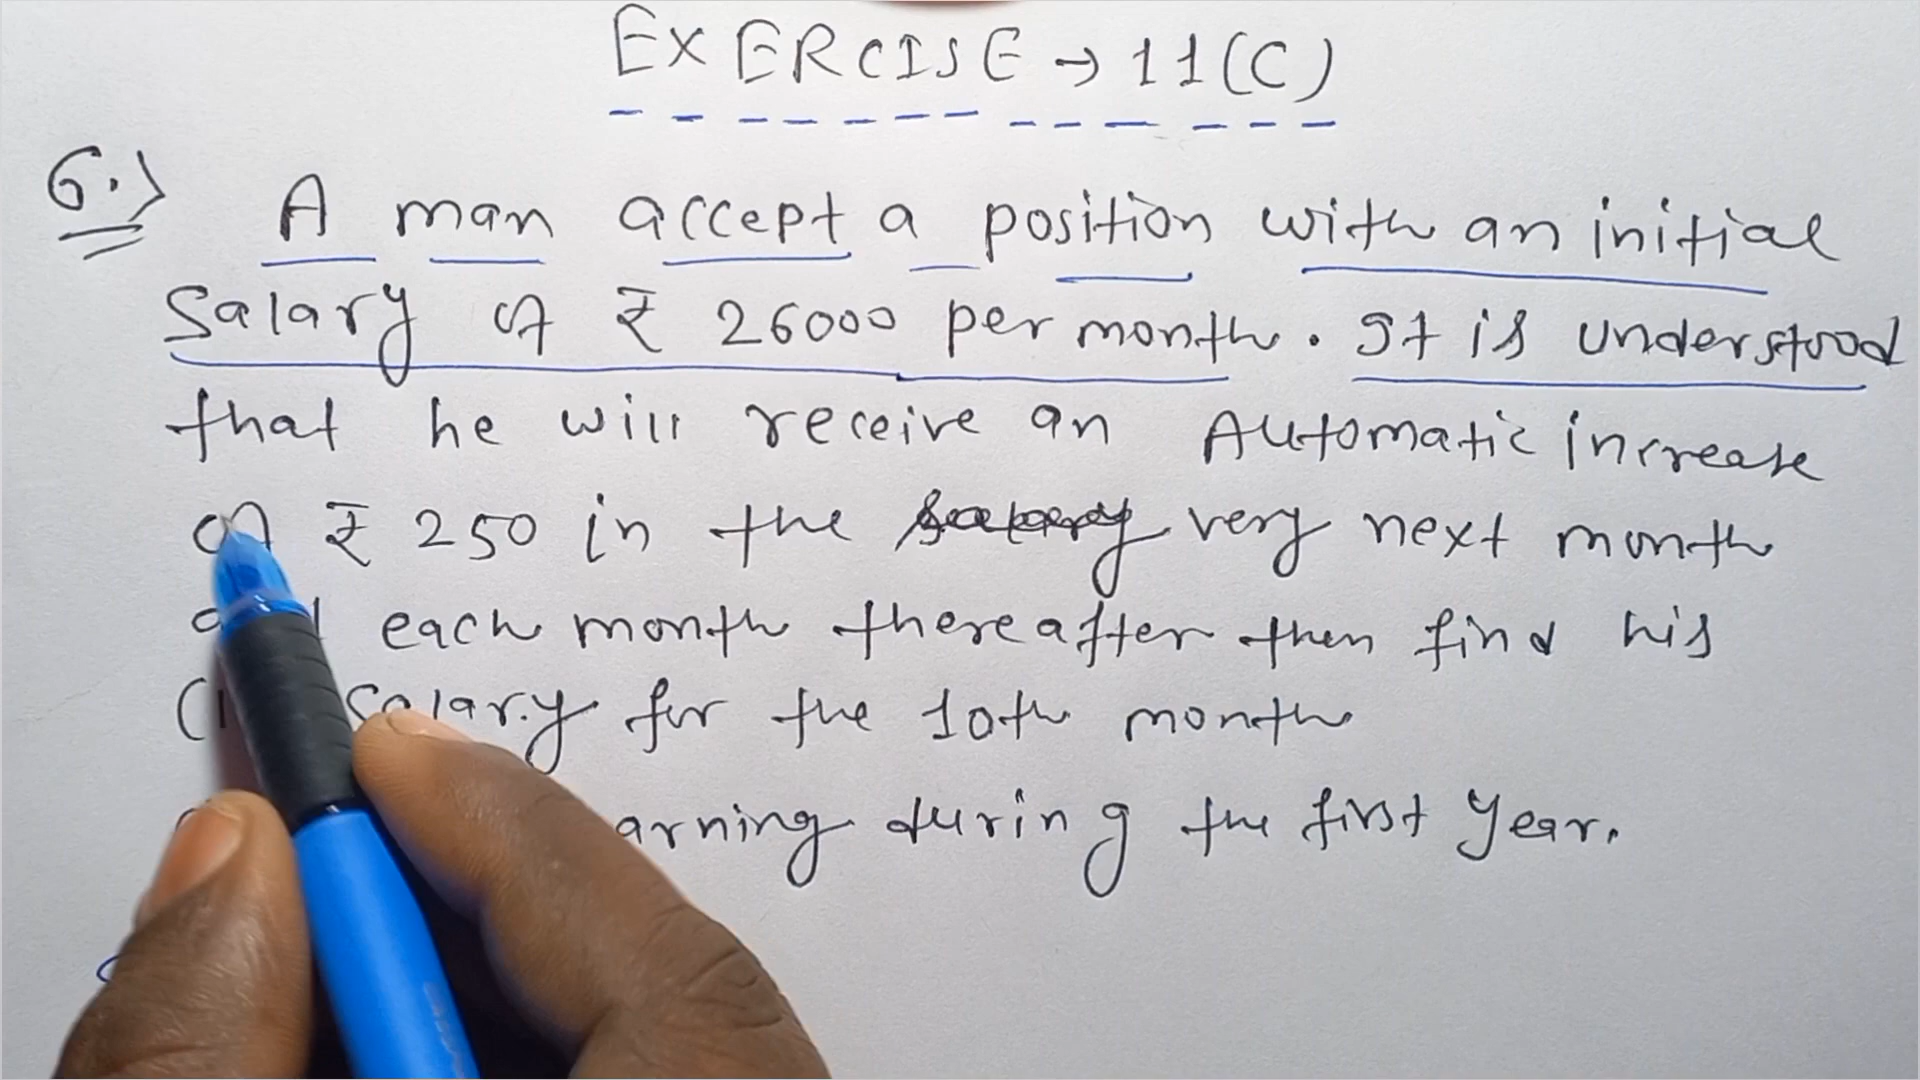 EXERCISE → 11(C)
6.> A man accept a position with an initial
Salary of ₹ 26000 per month. It is understood
that he will receive an Automatic increase
of ₹ 250 in the very next month
each month thereafter then find his
Salary for the 10th month
arning during the first year.